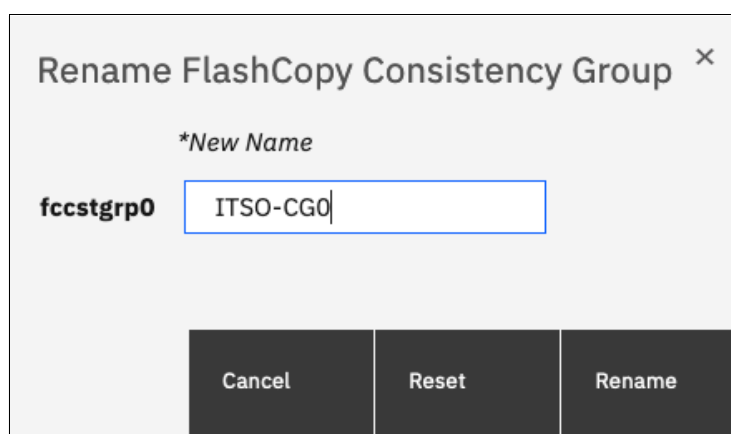 Rename FlashCopy Consistency Group ×
*New Name
fccstgrp0 ITSO-CG0
Cancel Reset Rename